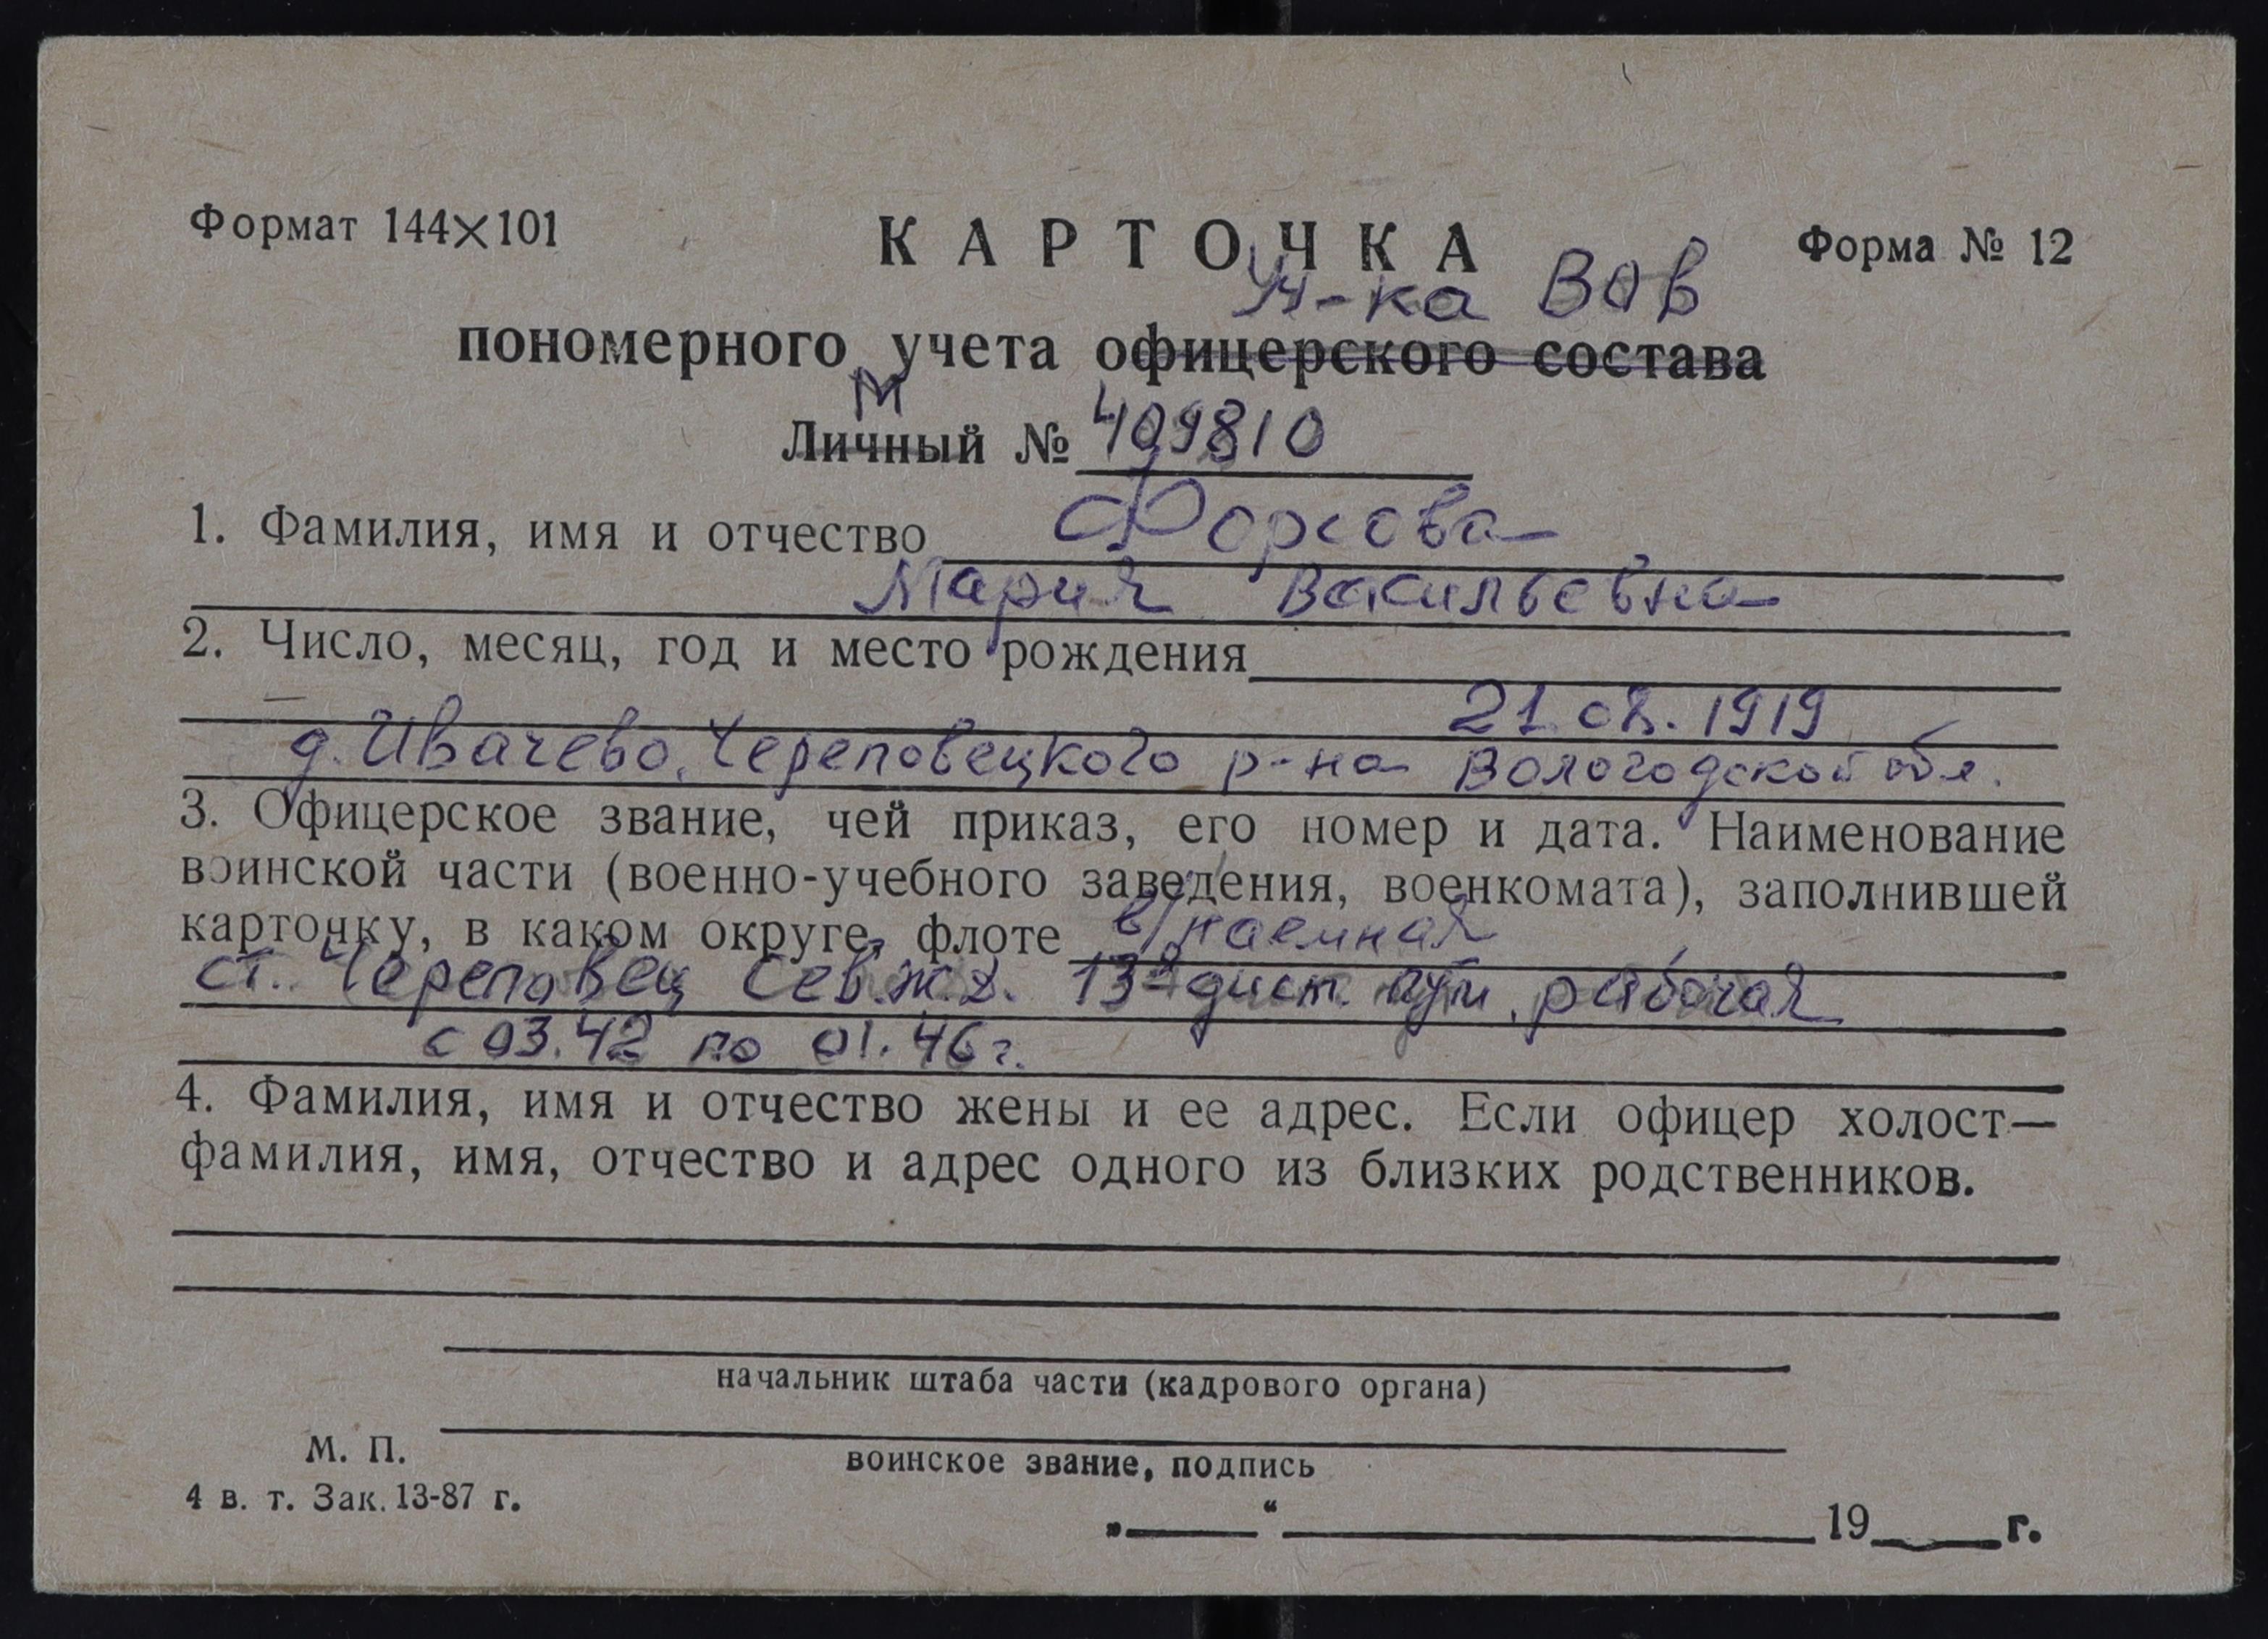 Формат 144×101
КАРТОЧКА
Форма № 12
Уч-ка ВОВ
пономерного учета офицерского состава
М
Личный № 409810
1. Фамилия, имя и отчество Форсова
Мария Васильевна
2. Число, месяц, год и место рождения
21.08.1919
д. Ивачево, Череповецкого р-на Вологодской обл.
3. Офицерское звание, чей приказ, его номер и дата. Наименование
воинской части (военно-учебного заведения, военкомата), заполнившей
карточку, в каком округе, флоте в/наемная
ст. Череповец Сев.ж.д. 13я дист. пути, рабочая
с 03.42 по 01.46г.
4. Фамилия, имя и отчество жены и ее адрес. Если офицер холост—
фамилия, имя, отчество и адрес одного из близких родственников.
начальник штаба части (кадрового органа)
М. П.
воинское звание, подпись
4 в. т. Зак. 13-87 г.
„ “ 19 г.